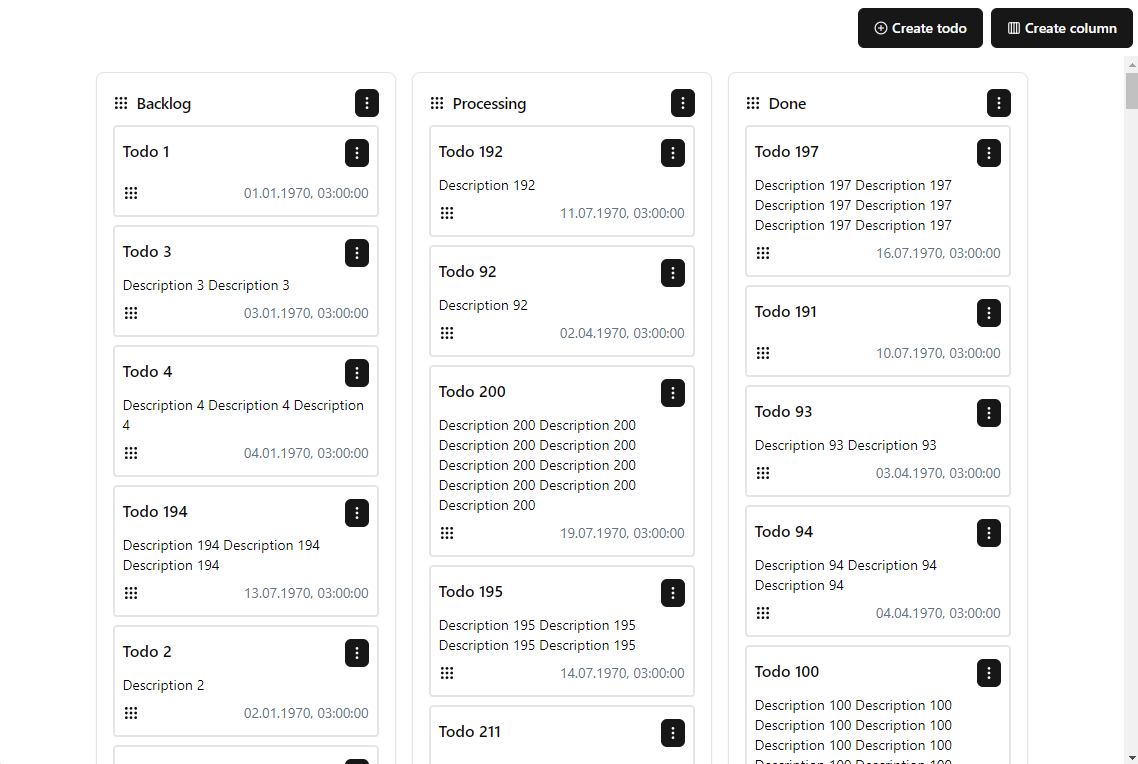 Create todo
Create column
Backlog
Todo 1
01.01.1970, 03:00:00
Todo 3
Description 3 Description 3
03.01.1970, 03:00:00
Todo 4
Description 4 Description 4 Description
4
04.01.1970, 03:00:00
Todo 194
Description 194 Description 194
Description 194
13.07.1970, 03:00:00
Todo 2
Description 2
02.01.1970, 03:00:00
Processing
Todo 192
Description 192
11.07.1970, 03:00:00
Todo 92
Description 92
02.04.1970, 03:00:00
Todo 200
Description 200 Description 200
Description 200 Description 200
Description 200 Description 200
Description 200 Description 200
Description 200
19.07.1970, 03:00:00
Todo 195
Description 195 Description 195
Description 195 Description 195
14.07.1970, 03:00:00
Todo 211
Done
Todo 197
Description 197 Description 197
Description 197 Description 197
Description 197 Description 197
16.07.1970, 03:00:00
Todo 191
10.07.1970, 03:00:00
Todo 93
Description 93 Description 93
03.04.1970, 03:00:00
Todo 94
Description 94 Description 94
Description 94
04.04.1970, 03:00:00
Todo 100
Description 100 Description 100
Description 100 Description 100
Description 100 Description 100
Description 100 Description 100